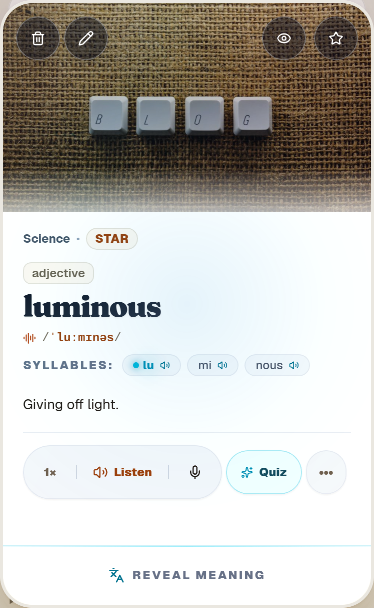 B L O G
Science · STAR
adjective
luminous
/ˈluːmɪnəs/
SYLLABLES: lu mi nous
Giving off light.
1× Listen Quiz
REVEAL MEANING